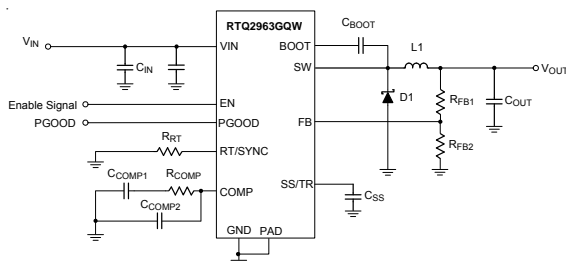 RTQ2963GQW
VIN
VIN
CIN
EN
Enable Signal
PGOOD
PGOOD
RRT
RT/SYNC
CCOMP1
RCOMP
COMP
CCOMP2
GND
PAD
BOOT
CBOOT
SW
L1
VOUT
D1
RFB1
COUT
FB
RFB2
SS/TR
CSS